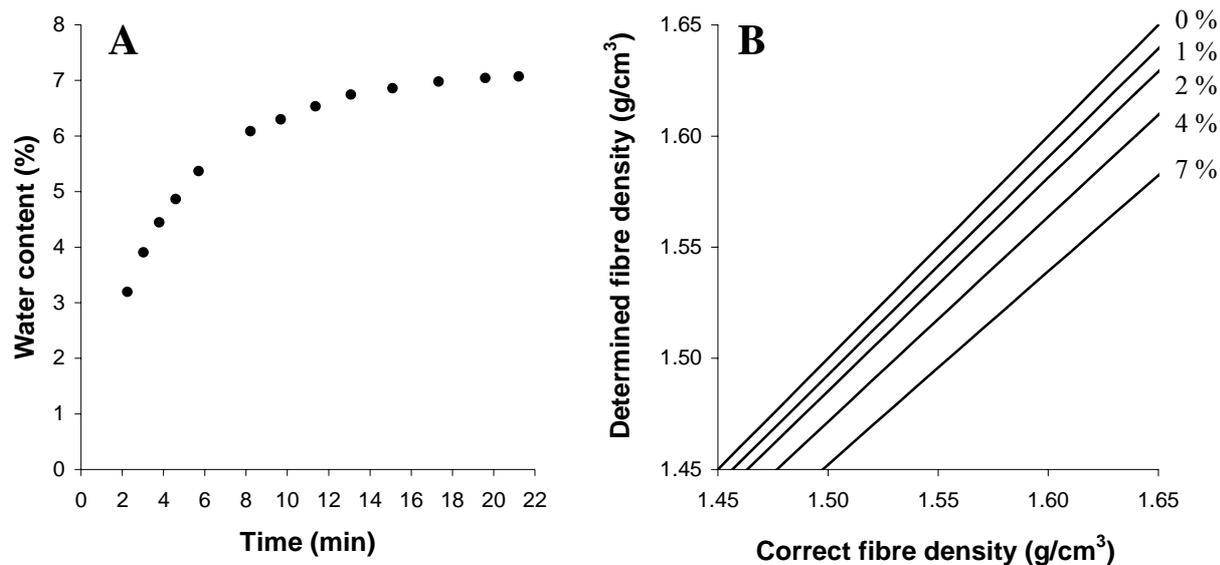 A
Water content (%)
8
7
6
5
4
3
2
1
0
0 2 4 6 8 10 12 14 16 18 20 22
Time (min)
B
Determined fibre density (g/cm³)
1.65
1.60
1.55
1.50
1.45
1.45 1.50 1.55 1.60 1.65
Correct fibre density (g/cm³)
0 %
1 %
2 %
4 %
7 %